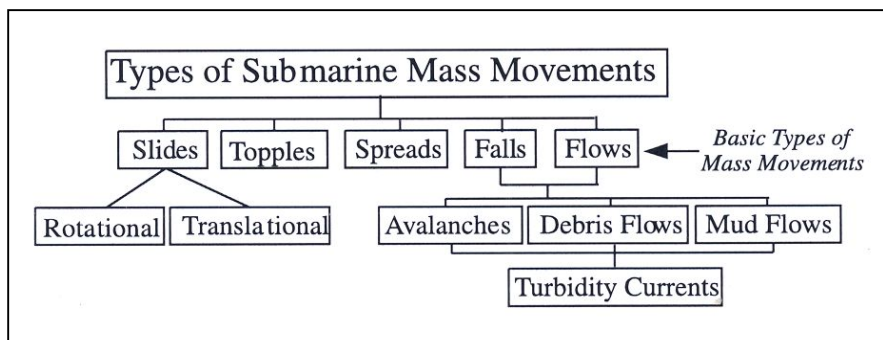 Types of Submarine Mass Movements
Slides
Topples
Spreads
Falls
Flows
Basic Types of
Mass Movements
Rotational
Translational
Avalanches
Debris Flows
Mud Flows
Turbidity Currents